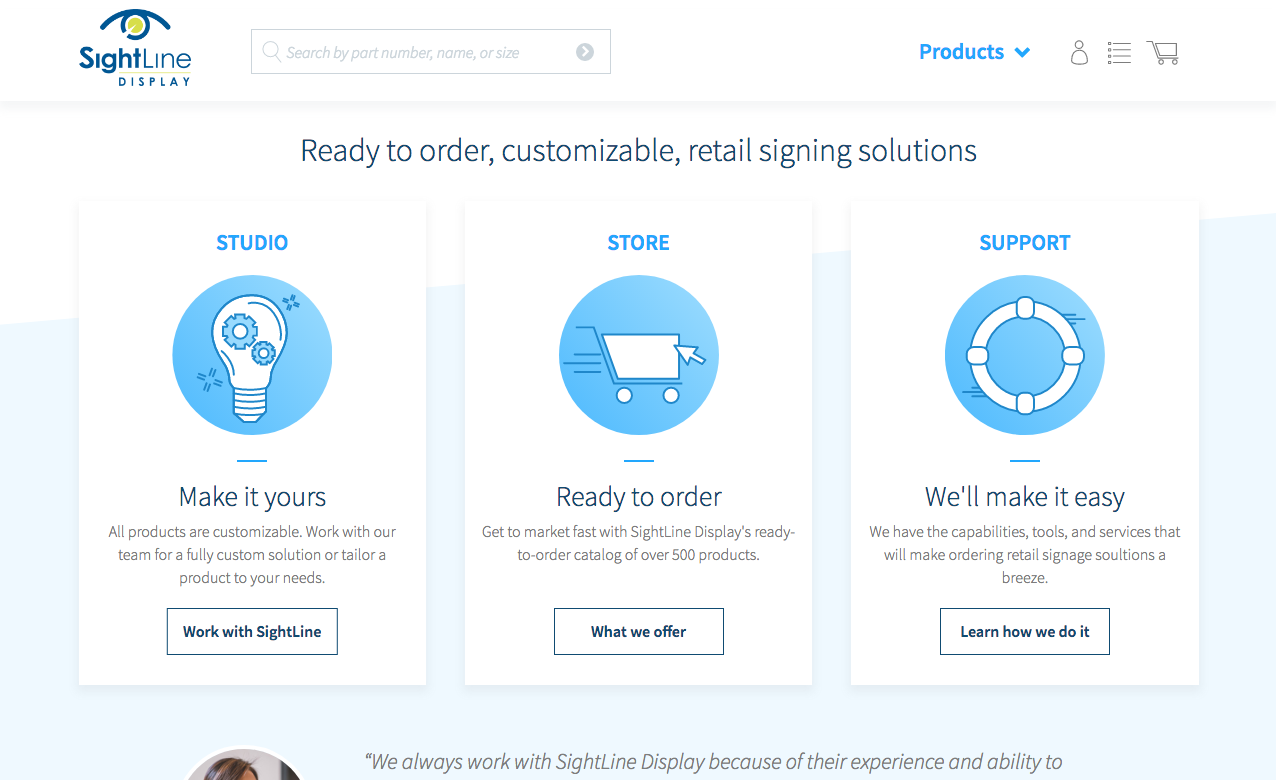 SightLine
DISPLAY
Search by part number, name, or size
Products
Ready to order, customizable, retail signing solutions
STUDIO
Make it yours
All products are customizable. Work with our
team for a fully custom solution or tailor a
product to your needs.
Work with SightLine
STORE
Ready to order
Get to market fast with SightLine Display's ready-
to-order catalog of over 500 products.
What we offer
SUPPORT
We'll make it easy
We have the capabilities, tools, and services that
will make ordering retail signage soultions a
breeze.
Learn how we do it
“We always work with SightLine Display because of their experience and ability to